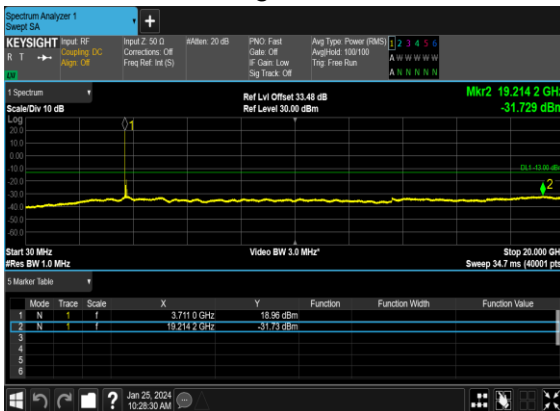 Spectrum Analyzer 1
Swept SA
KEYSIGHT Input: RF Input Z: 50 Ω #Atten: 20 dB PNO: Fast Avg Type: Power (RMS) 1 2 3 4 5 6
R T Coupling: DC Corrections: Off Gate: Off Avg|Hold: 100/100 A W W W W W
Align: Off Freq Ref: Int (S) IF Gain: Low Trig: Free Run
LV Sig Track: Off A N N N N N
1 Spectrum Ref Lvl Offset 33.48 dB Mkr2 19.214 2 GHz
Scale/Div 10 dB Ref Level 30.00 dBm -31.729 dBm
Log
20.0 1
10.0
0.00
-10.0 DL1 -13.00 dBm
-20.0 2
-30.0
-40.0
-50.0
-60.0
Start 30 MHz Video BW 3.0 MHz* Stop 20.000 GH
#Res BW 1.0 MHz Sweep 34.7 ms (40001 pts
5 Marker Table
Mode Trace Scale X Y Function Function Width Function Value
1 N 1 f 3.711 0 GHz 18.96 dBm
2 N 1 f 19.214 2 GHz -31.73 dBm
3
4
5
6
? Jan 25, 2024
10:28:30 AM